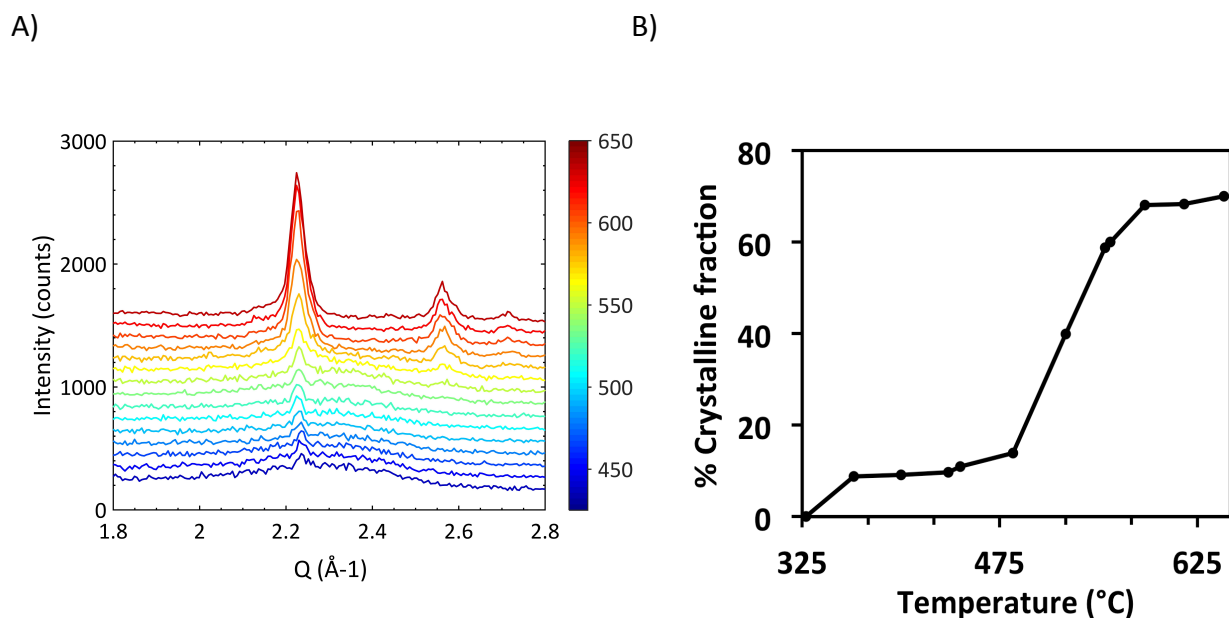 A)
B)
3000
2000
1000
0
Intensity (counts)
1.8 2 2.2 2.4 2.6 2.8
Q (Å-1)
650
600
550
500
450
80
60
40
20
0
% Crystalline fraction
325 475 625
Temperature (°C)